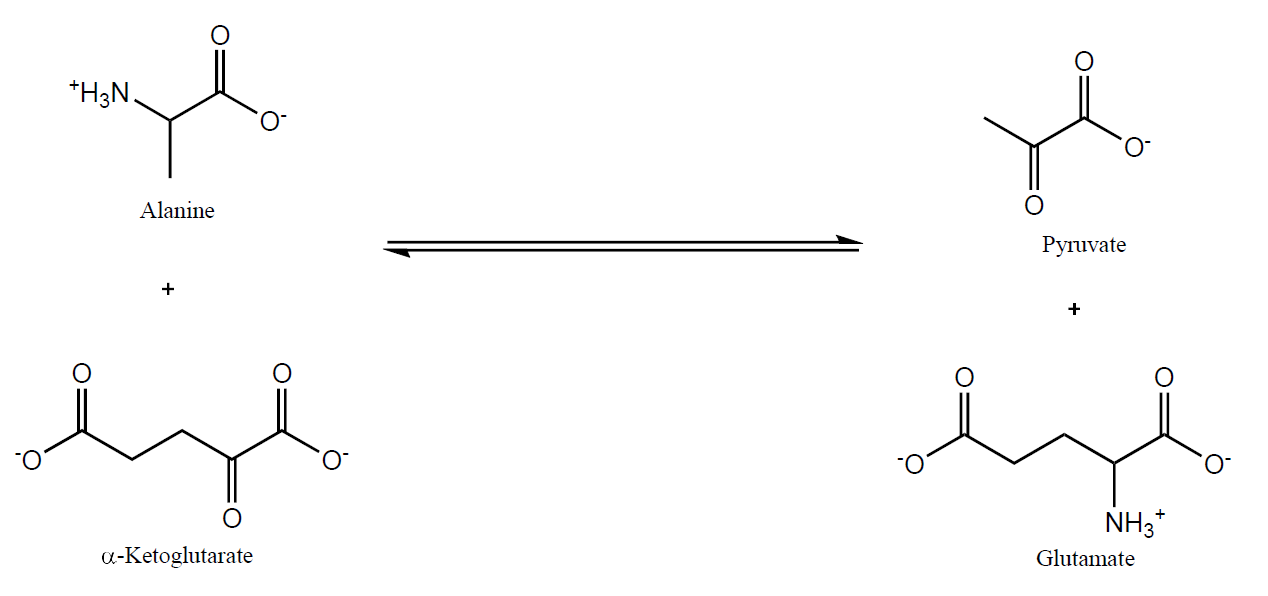 O
+H3N
O-
Alanine
+
O
O
-O
O-
O
α-Ketoglutarate
O
O-
O
Pyruvate
+
O
O
-O
O-
NH3+
Glutamate